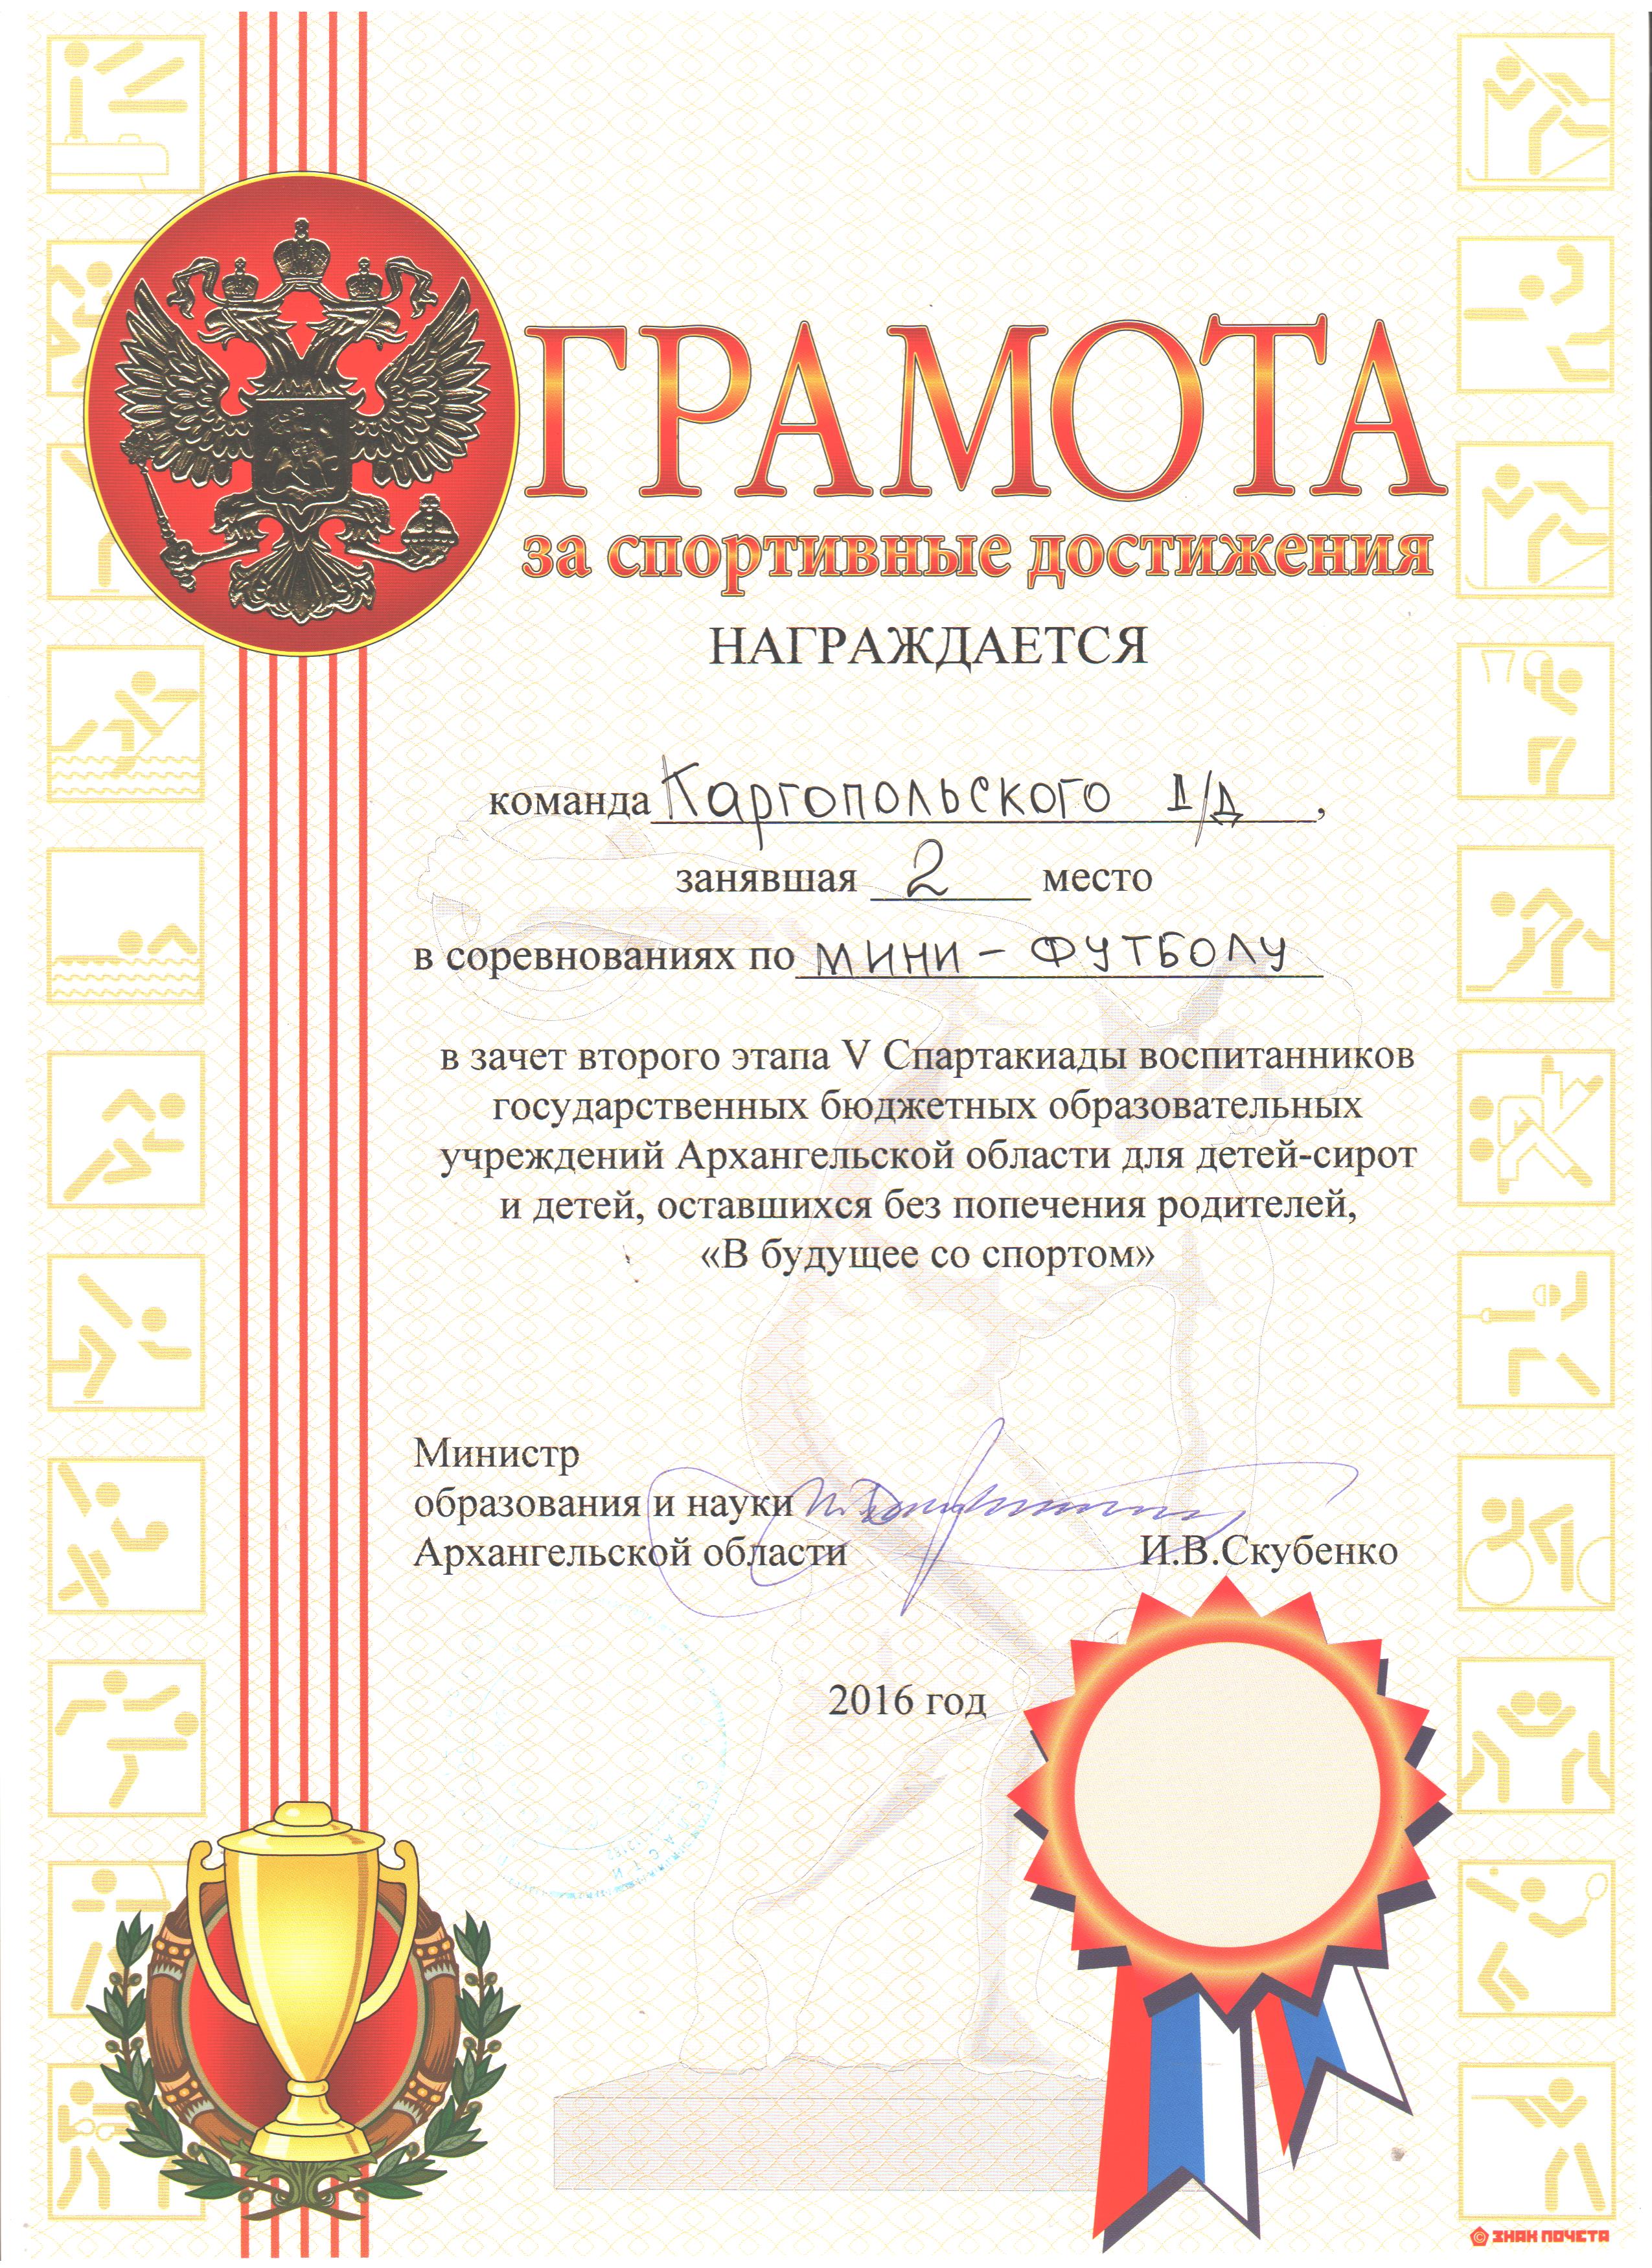 ГРАМОТА
за спортивные достижения
НАГРАЖДАЕТСЯ
команда Каргопольского д/д,
занявшая 2 место
в соревнованиях по мини - футболу
в зачет второго этапа V Спартакиады воспитанников
государственных бюджетных образовательных
учреждений Архангельской области для детей-сирот
и детей, оставшихся без попечения родителей,
«В будущее со спортом»
Министр
образования и науки
Архангельской области И.В.Скубенко
2016 год
© ЗНАК ПОЧЕТА